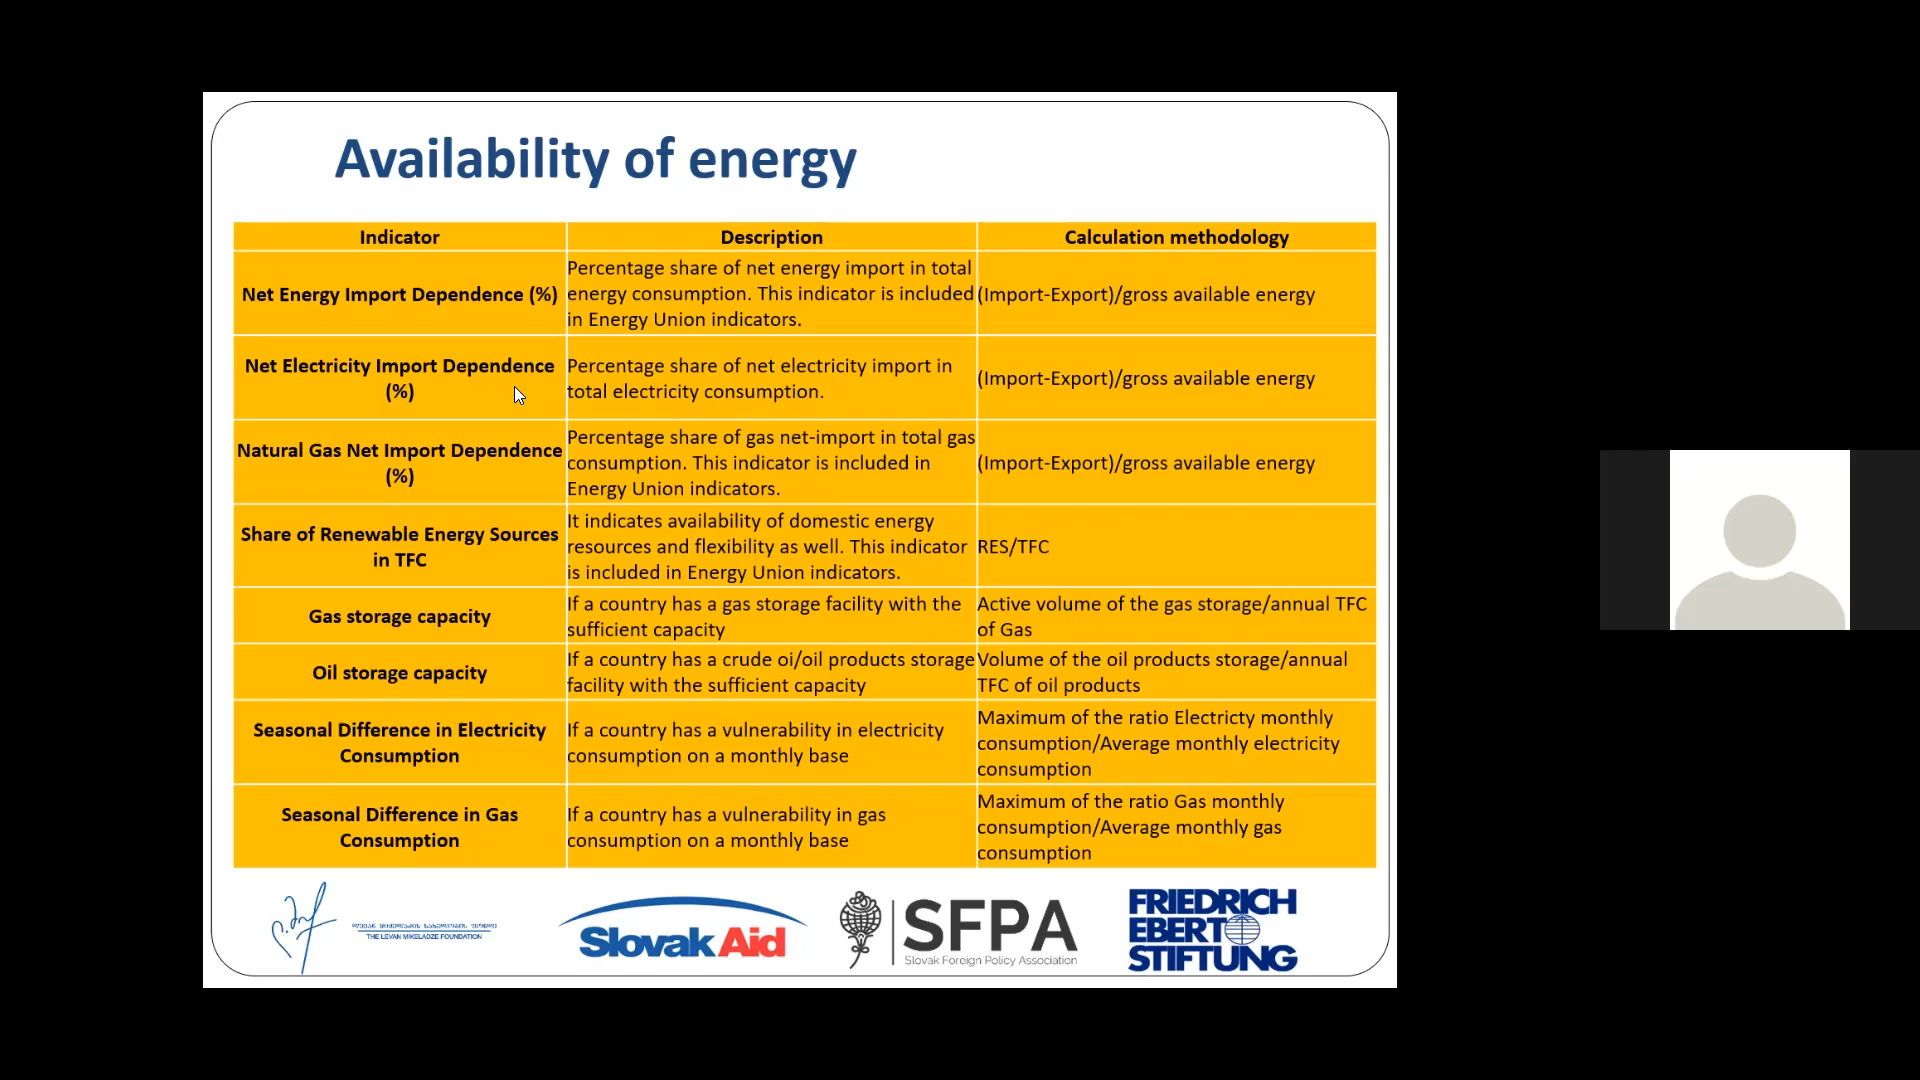 Availability of energy
Indicator
Description
Calculation methodology
Net Energy Import Dependence (%)
Percentage share of net energy import in total
energy consumption. This indicator is included
in Energy Union indicators.
(Import-Export)/gross available energy
Net Electricity Import Dependence
(%)
Percentage share of net electricity import in
total electricity consumption.
(Import-Export)/gross available energy
Natural Gas Net Import Dependence
(%)
Percentage share of gas net-import in total gas
consumption. This indicator is included in
Energy Union indicators.
(Import-Export)/gross available energy
Share of Renewable Energy Sources
in TFC
It indicates availability of domestic energy
resources and flexibility as well. This indicator
is included in Energy Union indicators.
RES/TFC
Gas storage capacity
If a country has a gas storage facility with the
sufficient capacity
Active volume of the gas storage/annual TFC
of Gas
Oil storage capacity
If a country has a crude oi/oil products storage
facility with the sufficient capacity
Volume of the oil products storage/annual
TFC of oil products
Seasonal Difference in Electricity
Consumption
If a country has a vulnerability in electricity
consumption on a monthly base
Maximum of the ratio Electricty monthly
consumption/Average monthly electricity
consumption
Seasonal Difference in Gas
Consumption
If a country has a vulnerability in gas
consumption on a monthly base
Maximum of the ratio Gas monthly
consumption/Average monthly gas
consumption
THE LEVAN MIKELADZE FOUNDATION
SlovakAid
SFPA
Slovak Foreign Policy Association
FRIEDRICH
EBERT
STIFTUNG